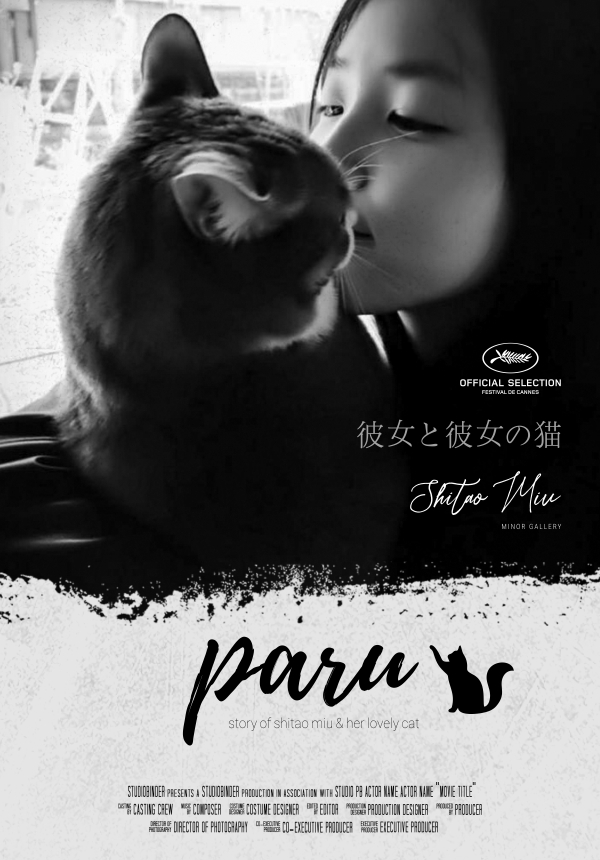 OFFICIAL SELECTION
FESTIVAL DE CANNES
彼女と彼女の猫
Shitao Miu
MINOR GALLERY
paru
story of shitao miu & her lovely cat
STUDIOBINDER PRESENTS A STUDIOBINDER PRODUCTION IN ASSOCIATION WITH STUDIO PB ACTOR NAME ACTOR NAME "MOVIE TITLE"
CASTING BY CASTING CREW MUSIC BY COMPOSER COSTUME DESIGNER COSTUME DESIGNER EDITED BY EDITOR PRODUCTION DESIGNER PRODUCTION DESIGNER PRODUCED BY PRODUCER
DIRECTOR OF PHOTOGRAPHY DIRECTOR OF PHOTOGRAPHY CO-EXECUTIVE PRODUCER CO-EXECUTIVE PRODUCER EXECUTIVE PRODUCER EXECUTIVE PRODUCER